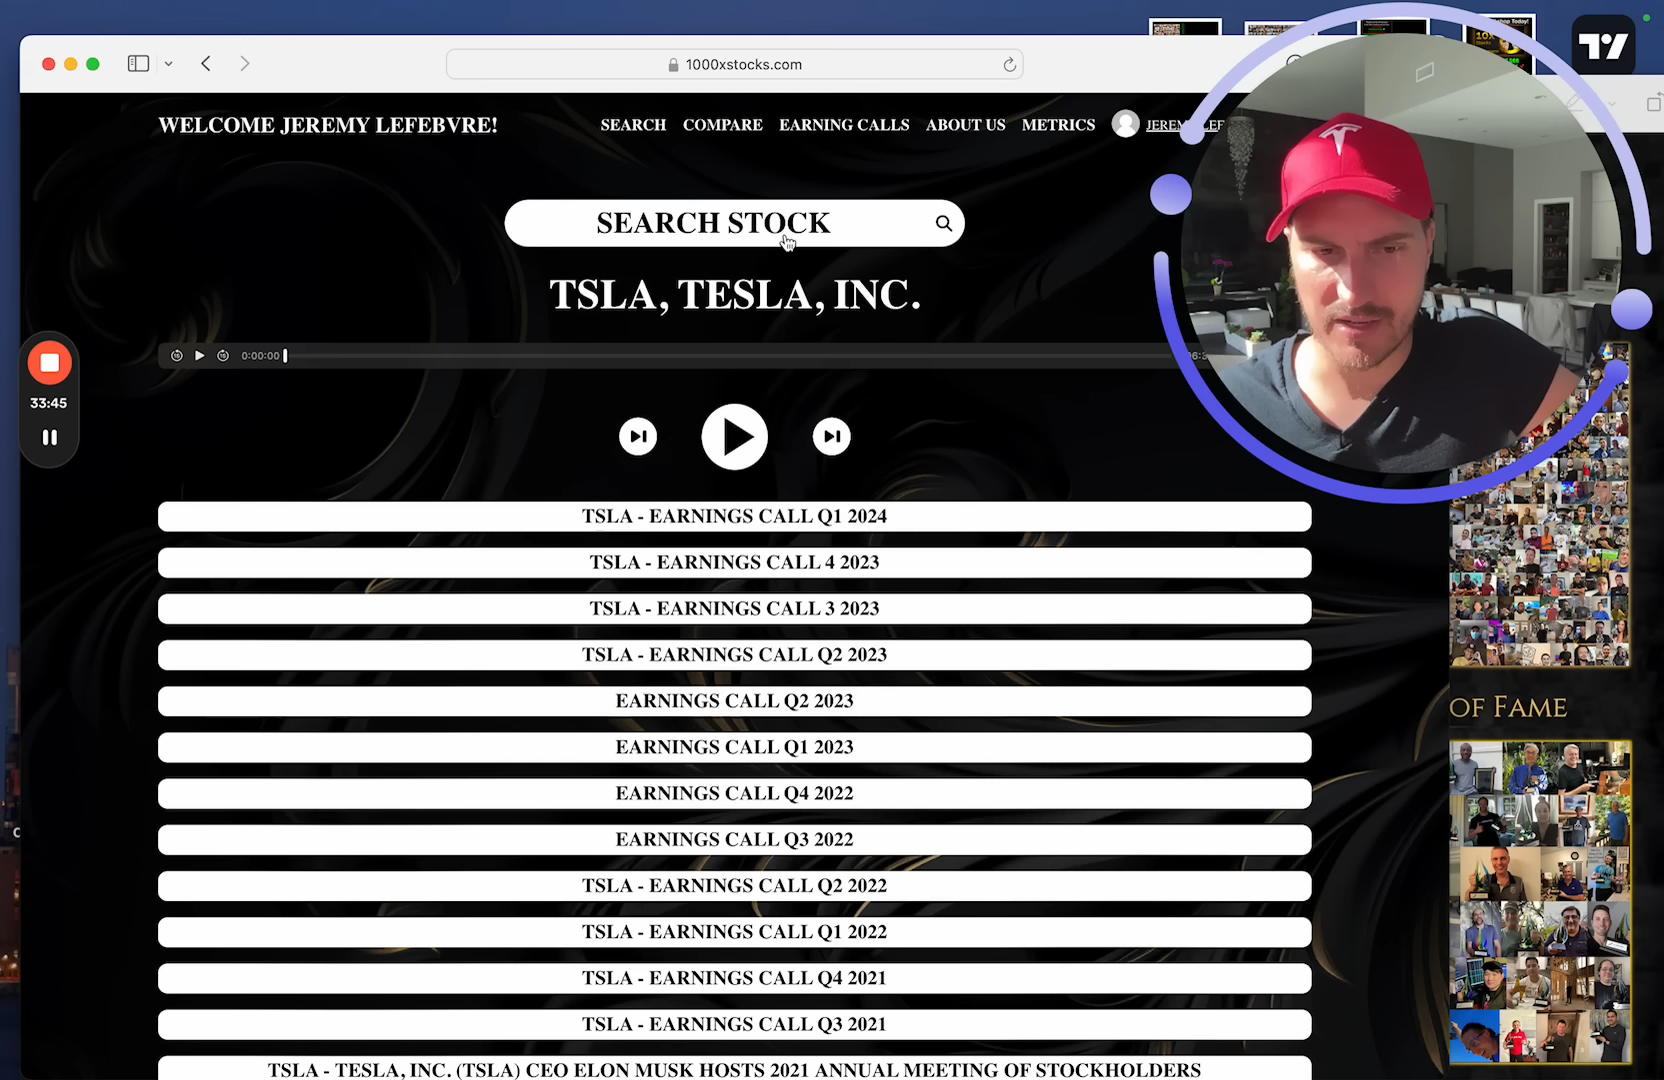 1000xstocks.com
WELCOME JEREMY LEFEBVRE!
SEARCH
COMPARE
EARNING CALLS
ABOUT US
METRICS
SEARCH STOCK
TSLA, TESLA, INC.
0:00:00
33:45
TSLA - EARNINGS CALL Q1 2024
TSLA - EARNINGS CALL 4 2023
TSLA - EARNINGS CALL 3 2023
TSLA - EARNINGS CALL Q2 2023
EARNINGS CALL Q2 2023
EARNINGS CALL Q1 2023
EARNINGS CALL Q4 2022
EARNINGS CALL Q3 2022
TSLA - EARNINGS CALL Q2 2022
TSLA - EARNINGS CALL Q1 2022
TSLA - EARNINGS CALL Q4 2021
TSLA - EARNINGS CALL Q3 2021
TSLA - TESLA, INC. (TSLA) CEO ELON MUSK HOSTS 2021 ANNUAL MEETING OF STOCKHOLDERS
OF FAME